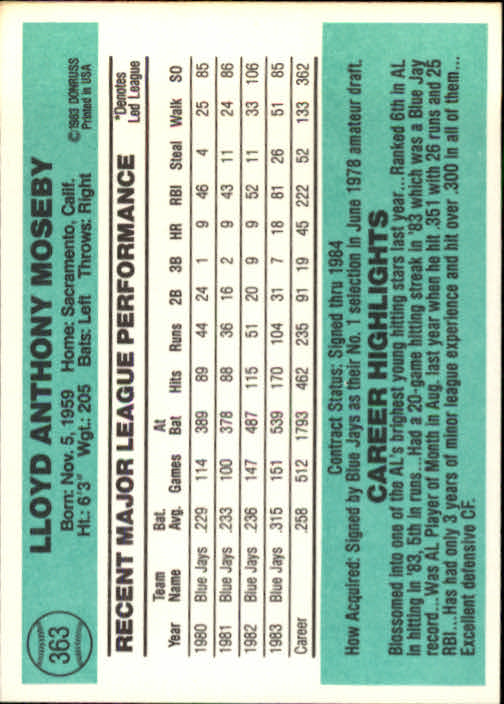 363
LLOYD ANTHONY MOSEBY
Born: Nov. 5, 1959 Home: Sacramento, Calif.
Ht.: 6'3" Wgt.: 205 Bats: Left Throws: Right
©1983 DONRUSS
Printed in USA
RECENT MAJOR LEAGUE PERFORMANCE
*Denotes
Led League
Team Bat. At
Year Name Avg. Games Bat Hits Runs 2B 3B HR RBI Steal Walk SO
1980 Blue Jays .229 114 389 89 44 24 1 9 46 4 25 85
1981 Blue Jays .233 100 378 88 36 16 2 9 43 11 24 86
1982 Blue Jays .236 147 487 115 51 20 9 9 52 11 33 106
1983 Blue Jays .315 151 539 170 104 31 7 18 81 26 51 85
Career .258 512 1793 462 235 91 19 45 222 52 133 362
Contract Status: Signed thru 1984
How Acquired: Signed by Blue Jays as their No. 1 selection in June 1978 amateur draft.
CAREER HIGHLIGHTS
Blossomed into one of the AL's brighest young hitting stars last year...Ranked 6th in AL
in hitting in '83, 5th in runs...Had a 20-game hitting streak in '83 which was a Blue Jay
record...Was AL Player of Month in Aug. last year when he hit .351 with 26 runs and 25
RBI...Has had only 3 years of minor league experience and hit over .300 in all of them...
Excellent defensive CF.